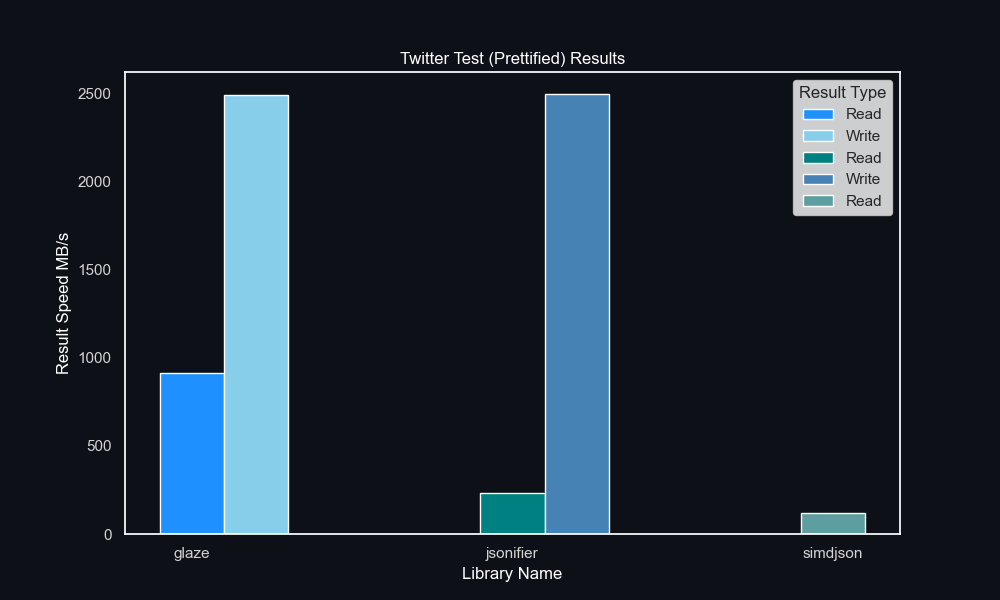 Twitter Test (Prettified) Results
Result Type
Read
Write
Read
Write
Read
Result Speed MB/s
2500
2000
1500
1000
500
0
glaze
jsonifier
simdjson
Library Name